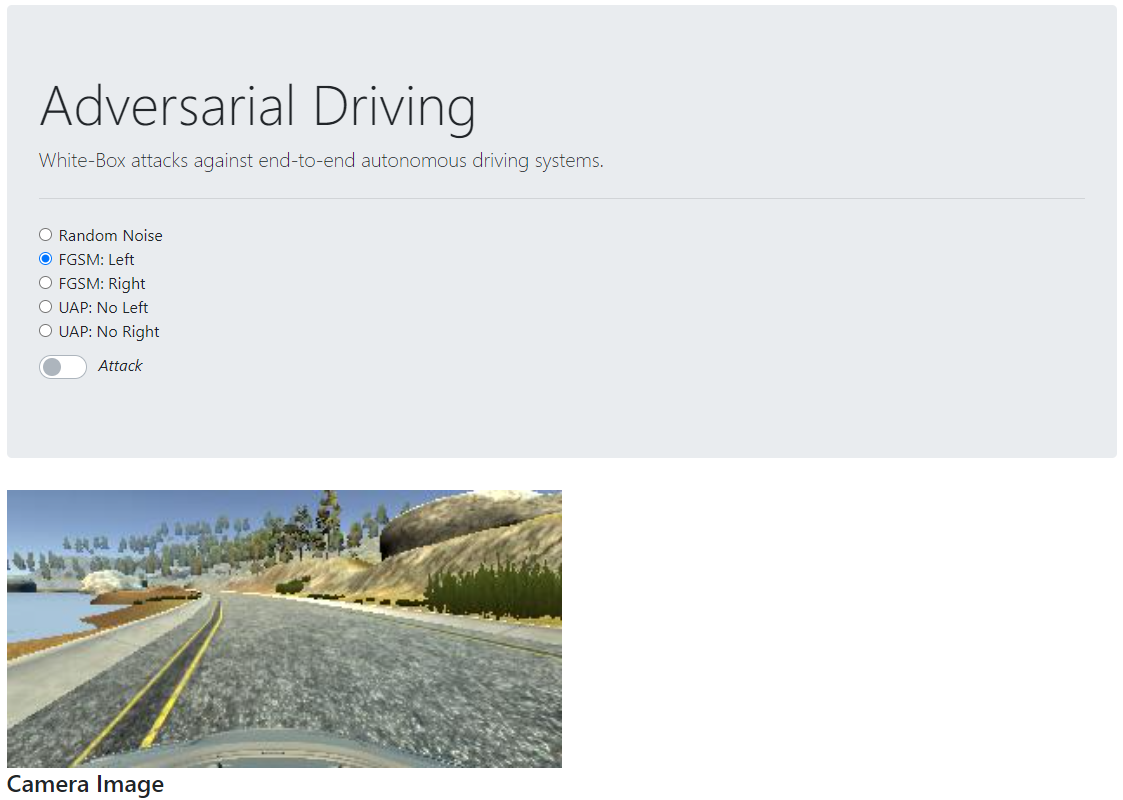 Adversarial Driving
White-Box attacks against end-to-end autonomous driving systems.
Random Noise
FGSM: Left
FGSM: Right
UAP: No Left
UAP: No Right
Attack
Camera Image